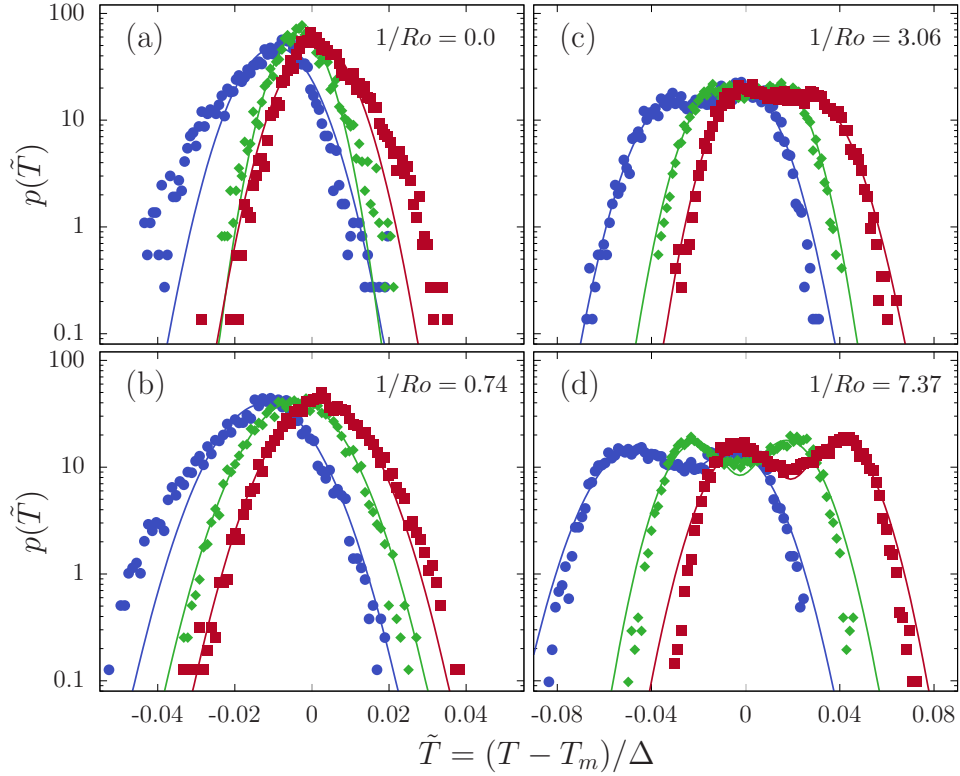 (a) 1/Ro = 0.0
100
10
1
0.1
p(T̃)
(c) 1/Ro = 3.06
(b) 1/Ro = 0.74
100
10
1
0.1
p(T̃)
(d) 1/Ro = 7.37
-0.04 -0.02 0 0.02 0.04
-0.08 -0.04 0 0.04 0.08
T̃ = (T − Tₘ)/Δ